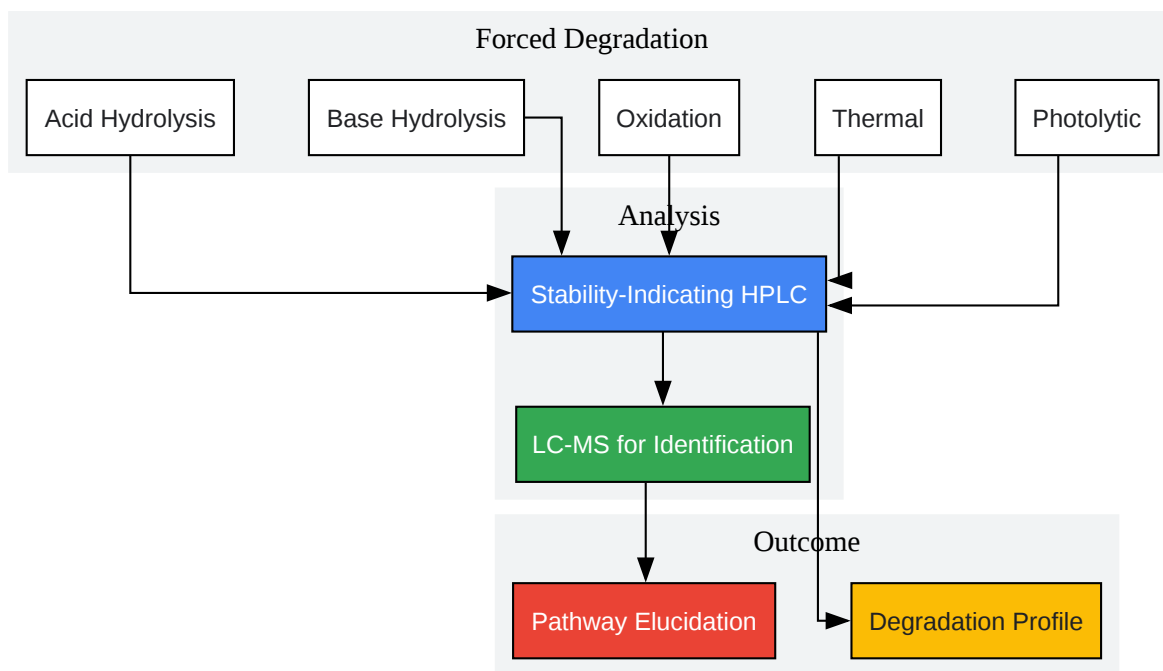 Forced Degradation
Acid Hydrolysis
Base Hydrolysis
Oxidation
Thermal
Photolytic
Analysis
Stability-Indicating HPLC
LC-MS for Identification
Outcome
Pathway Elucidation
Degradation Profile